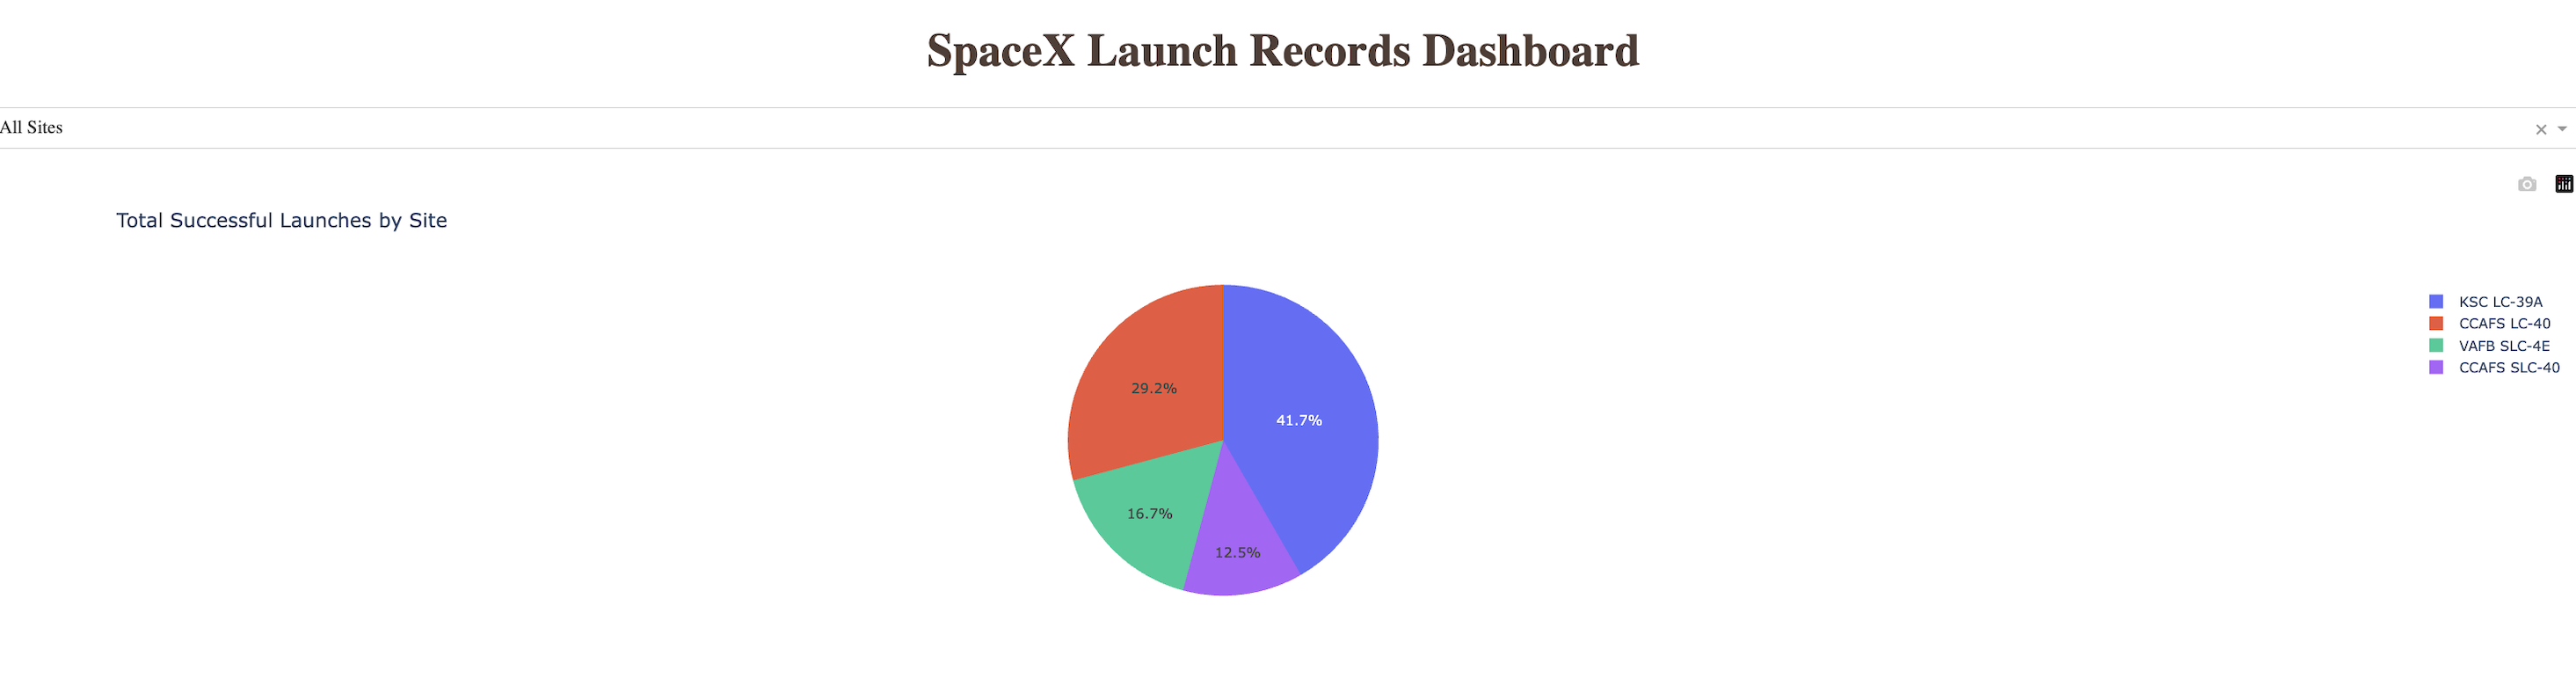 SpaceX Launch Records Dashboard
All Sites
Total Successful Launches by Site
KSC LC-39A
CCAFS LC-40
VAFB SLC-4E
CCAFS SLC-40
29.2%
41.7%
16.7%
12.5%